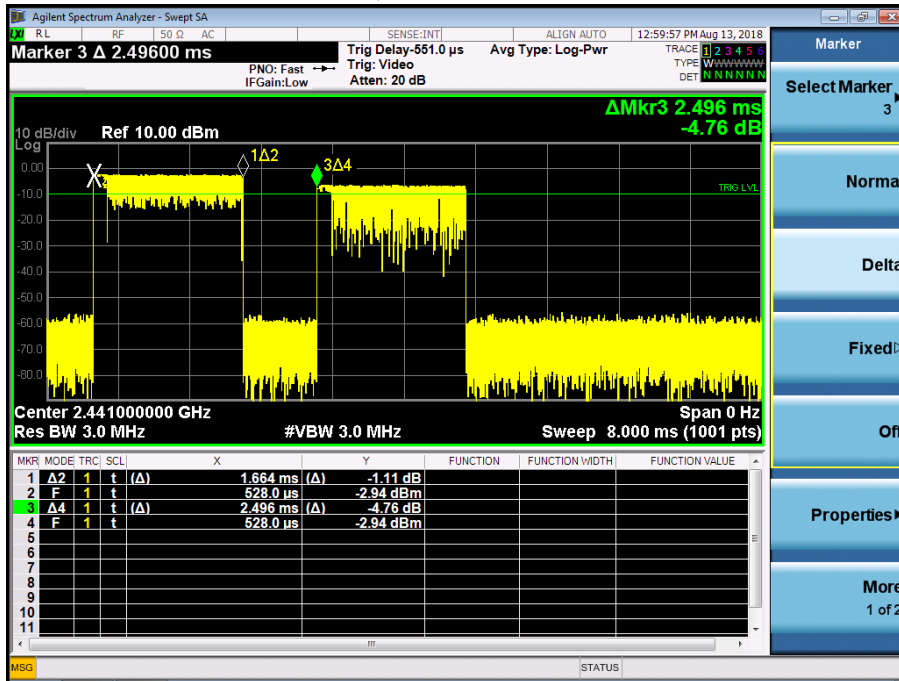 Agilent Spectrum Analyzer - Swept SA
LXI RL RF 50 Ω AC SENSE:INT ALIGN AUTO 12:59:57 PM Aug 13, 2018
Marker 3 Δ 2.49600 ms
PNO: Fast
IFGain:Low
Trig Delay-551.0 µs
Trig: Video
Atten: 20 dB
Avg Type: Log-Pwr
TRACE 1 2 3 4 5 6
TYPE WWWWWW
DET N N N N N N
ΔMkr3 2.496 ms
-4.76 dB
10 dB/div Ref 10.00 dBm
Log
0.00
-10.0
-20.0
-30.0
-40.0
-50.0
-60.0
-70.0
-80.0
1Δ2
3Δ4
TRIG LVL
Center 2.441000000 GHz Span 0 Hz
Res BW 3.0 MHz #VBW 3.0 MHz Sweep 8.000 ms (1001 pts)
MKR MODE TRC SCL X Y FUNCTION FUNCTION WIDTH FUNCTION VALUE
1 Δ2 1 t (Δ) 1.664 ms (Δ) -1.11 dB
2 F 1 t 528.0 µs -2.94 dBm
3 Δ4 1 t (Δ) 2.496 ms (Δ) -4.76 dB
4 F 1 t 528.0 µs -2.94 dBm
5
6
7
8
9
10
11
MSG STATUS
Marker
Select Marker
3
Norma
Delta
Fixed
Of
Properties
More
1 of 2